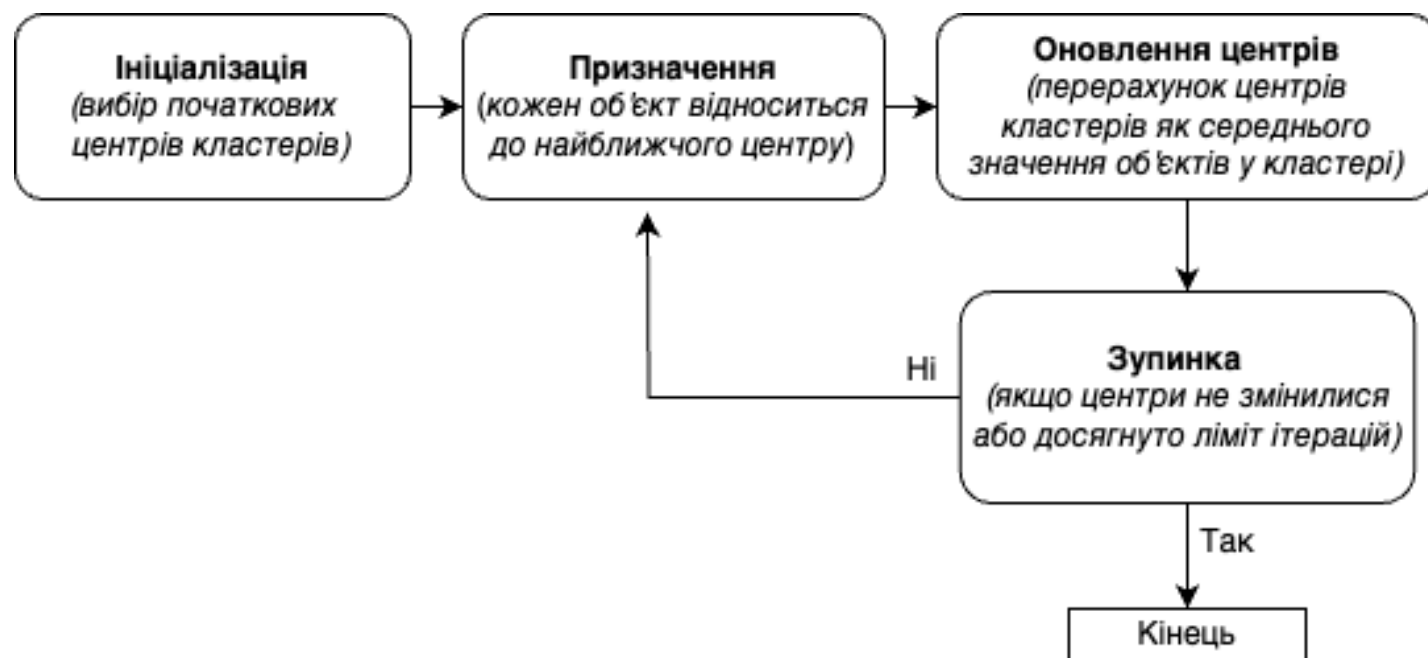 Ініціалізація
(вибір початкових
центрів кластерів)
Призначення
(кожен об'єкт відноситься
до найближчого центру)
Оновлення центрів
(перерахунок центрів
кластерів як середнього
значення об'єктів у кластері)
Зупинка
(якщо центри не змінилися
або досягнуто ліміт ітерацій)
Ні
Так
Кінець